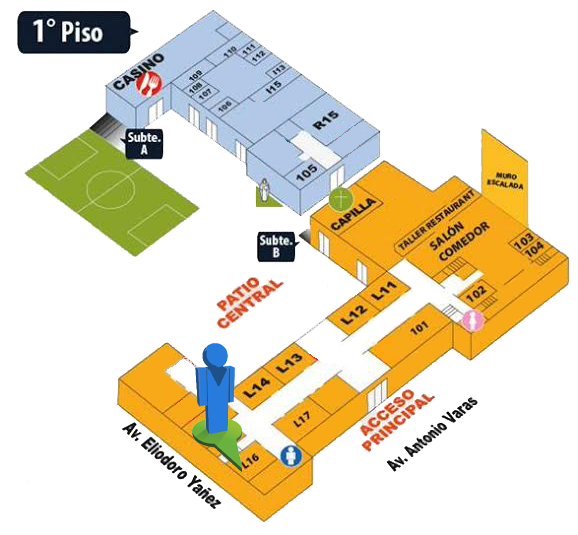 1° Piso
CASINO
109
110
111
112
113
108
107
106
I15
R15
105
Subte.
A
MURO
ESCALADA
CAPILLA
TALLER RESTAURANT
SALÓN
COMEDOR
103
104
Subte.
B
102
PATIO
CENTRAL
L12
L11
101
L14
L13
L17
L16
ACCESO
PRINCIPAL
Av. Antonio Varas
Av. Eliodoro Yañez